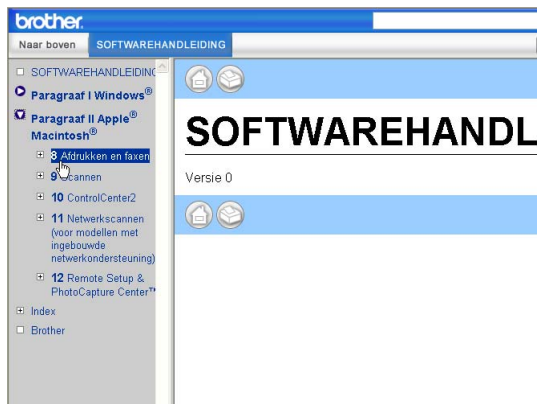 brother.
Naar boven
SOFTWAREHANDLEIDING
SOFTWAREHANDLEIDING
Paragraaf I Windows®
Paragraaf II Apple®
Macintosh®
8 Afdrukken en faxen
9 Scannen
10 ControlCenter2
11 Netwerkscannen
(voor modellen met
ingebouwde
netwerkondersteuning)
12 Remote Setup &
PhotoCapture Center™
Index
Brother
SOFTWAREHANDL
Versie 0